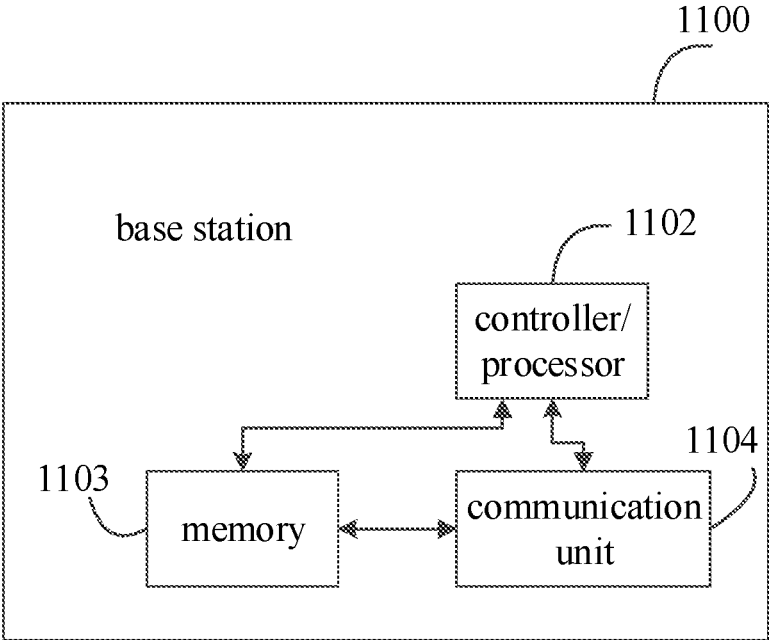 1100
base station
1102
controller/
processor
1104
1103
memory
communication
unit